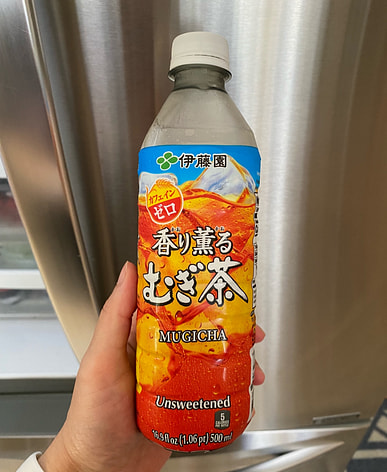 伊藤園
カフェイン
ゼロ
香り薫る
むぎ茶
MUGICHA
Unsweetened
5
16.9 fl oz (1.06 pt) 500 ml